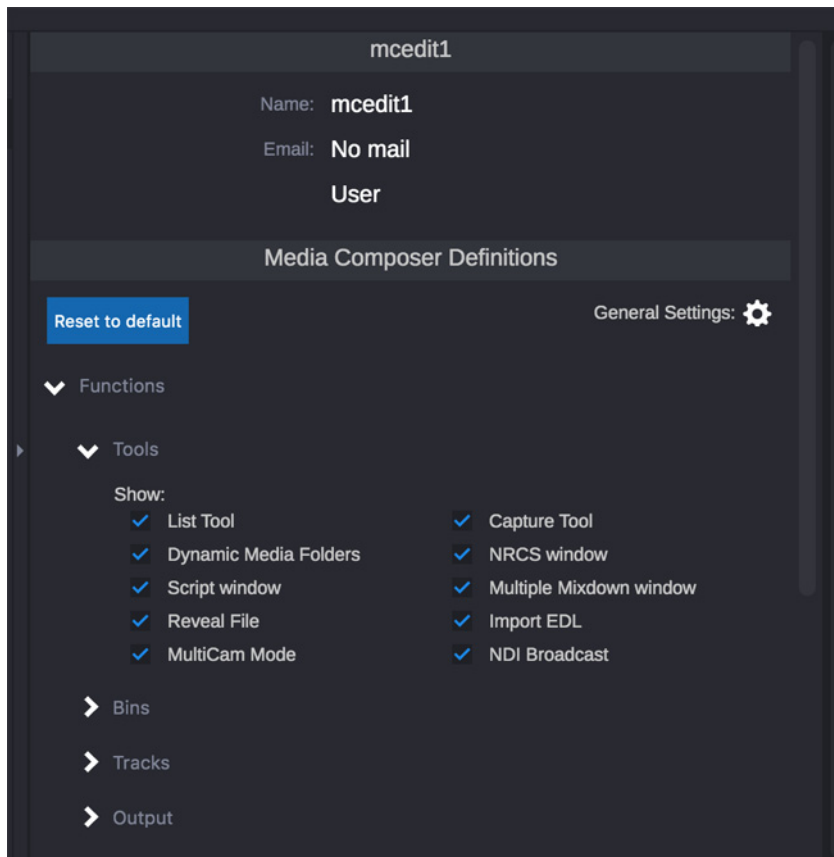 mcedit1
Name: mcedit1
Email: No mail
User
Media Composer Definitions
Reset to default
General Settings:
Functions
Tools
Show:
List Tool
Capture Tool
Dynamic Media Folders
NRCS window
Script window
Multiple Mixdown window
Reveal File
Import EDL
MultiCam Mode
NDI Broadcast
Bins
Tracks
Output